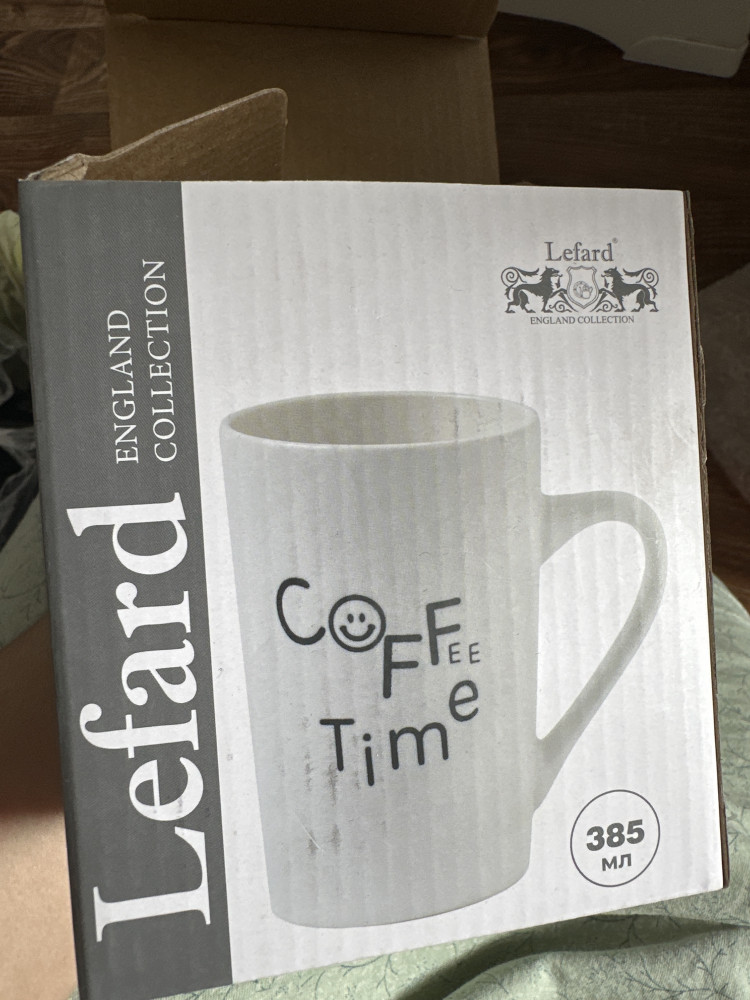 Lefard
ENGLAND
COLLECTION
Lefard®
ENGLAND COLLECTION
COFFEE
Time
385
МЛ